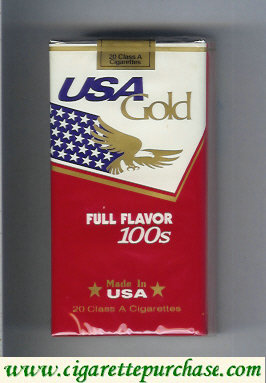 20 Class A
Cigarettes
USA
Gold
FULL FLAVOR
100s
Made In
USA
20 Class A Cigarettes
www.cigarettepurchase.com